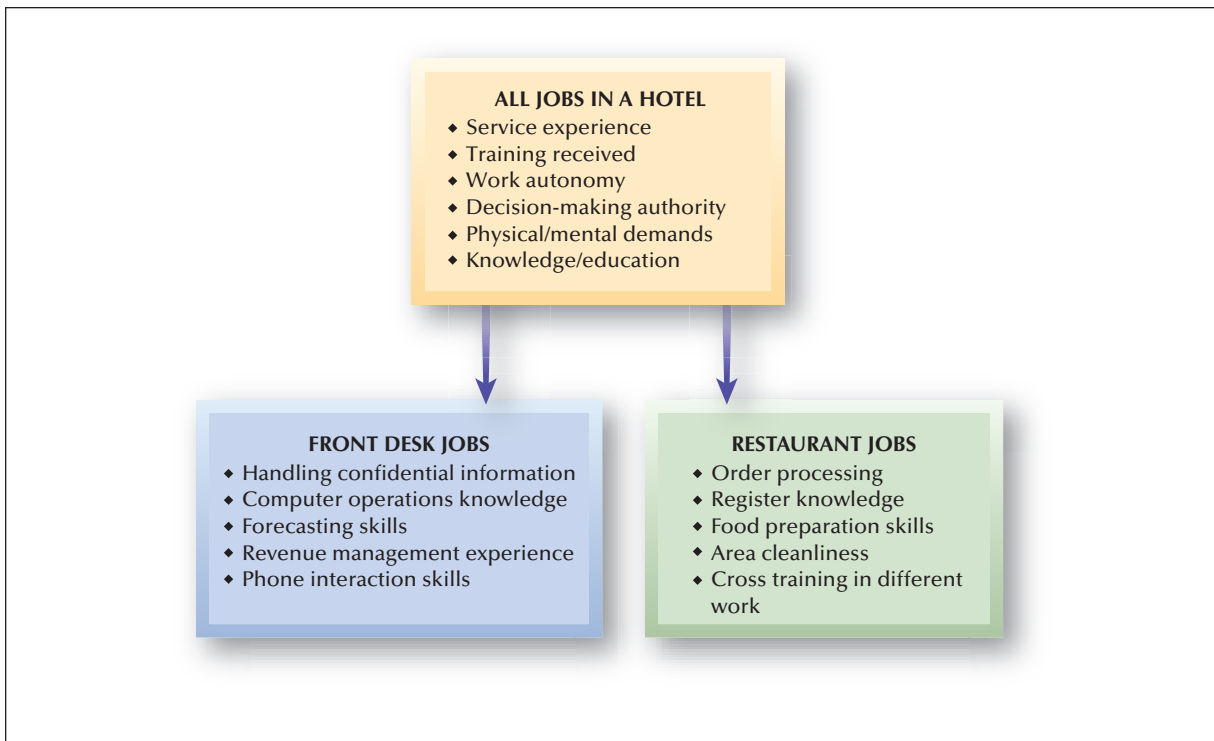 ALL JOBS IN A HOTEL
◆ Service experience
◆ Training received
◆ Work autonomy
◆ Decision-making authority
◆ Physical/mental demands
◆ Knowledge/education
FRONT DESK JOBS
◆ Handling confidential information
◆ Computer operations knowledge
◆ Forecasting skills
◆ Revenue management experience
◆ Phone interaction skills
RESTAURANT JOBS
◆ Order processing
◆ Register knowledge
◆ Food preparation skills
◆ Area cleanliness
◆ Cross training in different
work